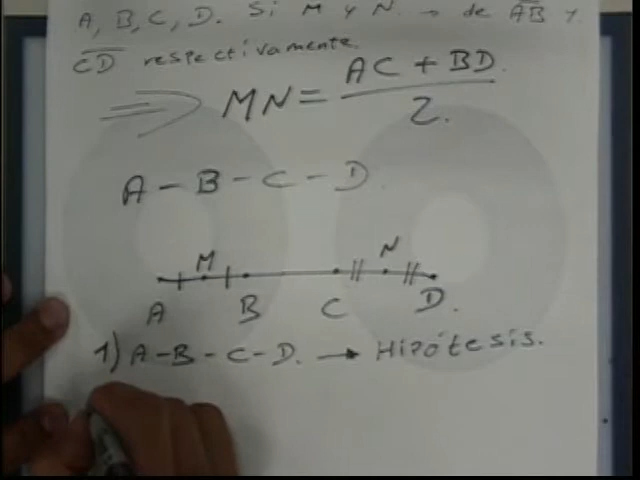 A, B, C, D. Si M y N. → de AB y
CD respectivamente
⇒ MN = (AC + BD.) / 2.
A - B - C - D.
M N
A B C D.
1) A - B - C - D. → Hipótesis.